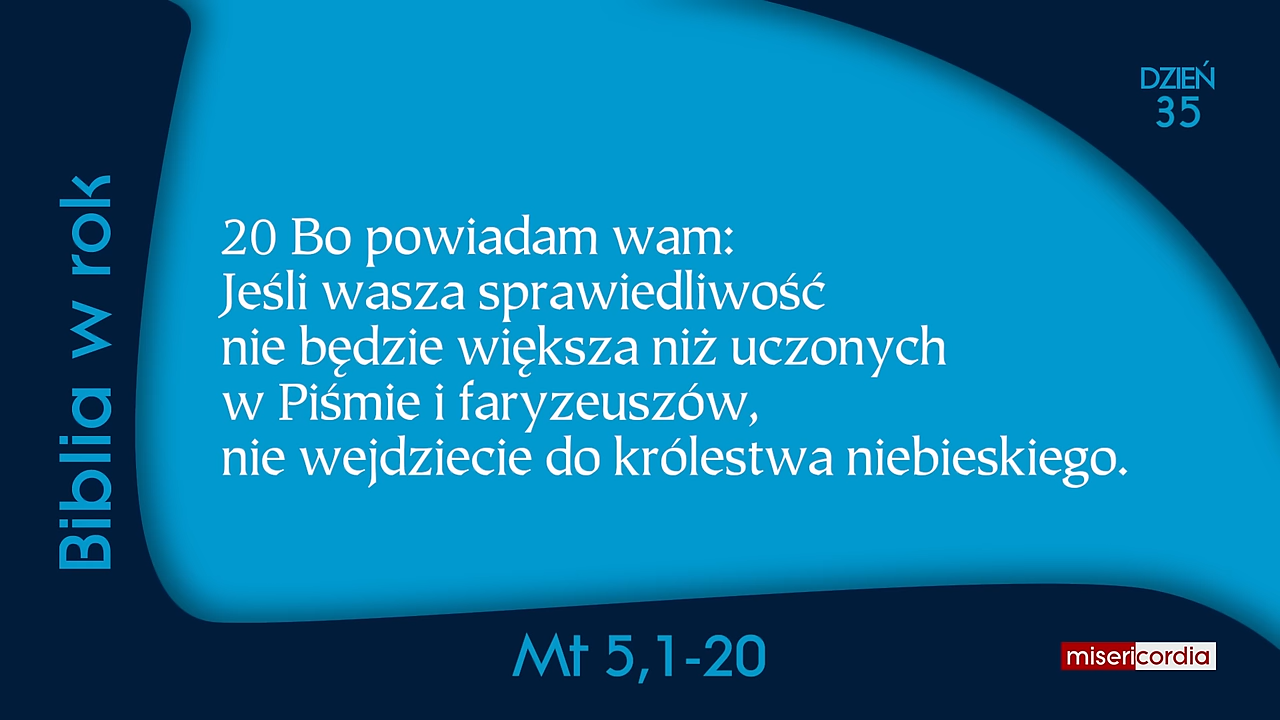 DZIEŃ
35
Biblia w rok
20 Bo powiadam wam:
Jeśli wasza sprawiedliwość
nie będzie większa niż uczonych
w Piśmie i faryzeuszów,
nie wejdziecie do królestwa niebieskiego.
Mt 5,1-20
misericordia